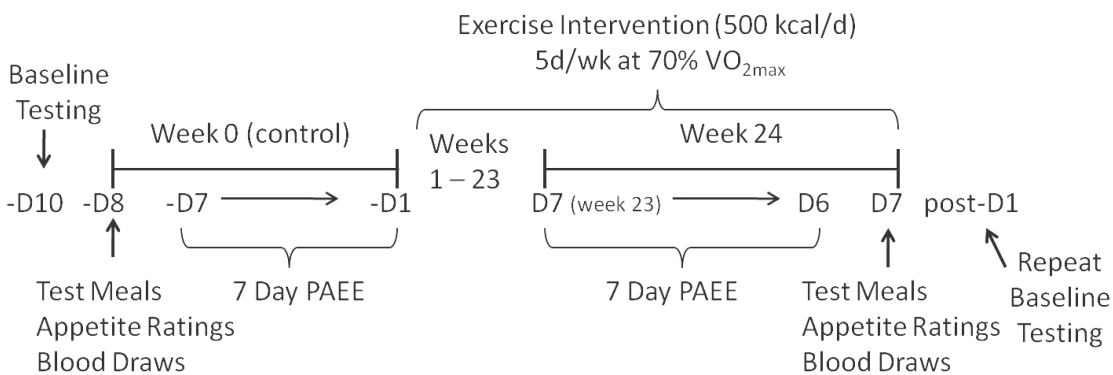 Exercise Intervention (500 kcal/d)
5d/wk at 70% VO2max
Baseline
Testing
Week 0 (control)
Weeks
1 – 23
Week 24
-D10 -D8 -D7 -D1 D7 (week 23) D6 D7 post-D1
Test Meals
Appetite Ratings
Blood Draws
7 Day PAEE
7 Day PAEE
Test Meals
Appetite Ratings
Blood Draws
Repeat
Baseline
Testing